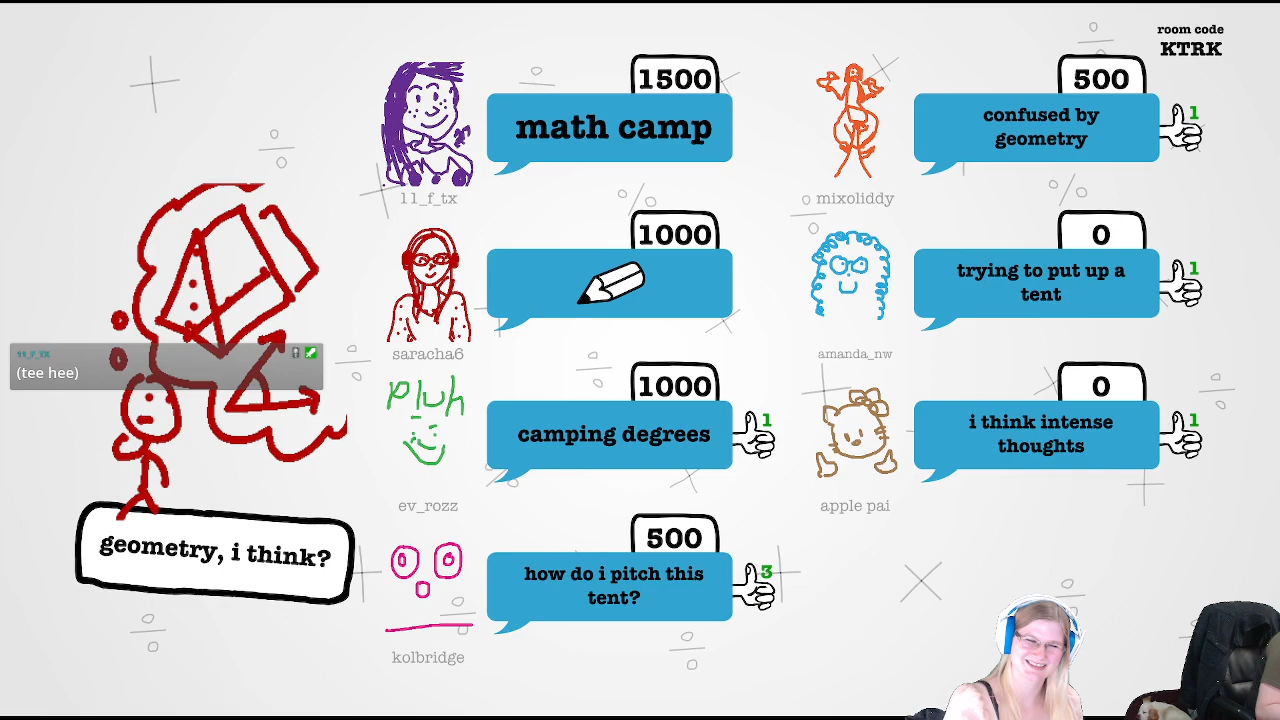 room code
KTRK
1500
math camp
11_f_tx
500
confused by
geometry
1
mixoliddy
1000
saracha6
0
trying to put up a
tent
1
amanda_nw
11_F_TX
(tee hee)
pluh
1000
camping degrees
1
ev_rozz
0
i think intense
thoughts
1
apple pai
geometry, i think?
500
how do i pitch this
tent?
3
kolbridge